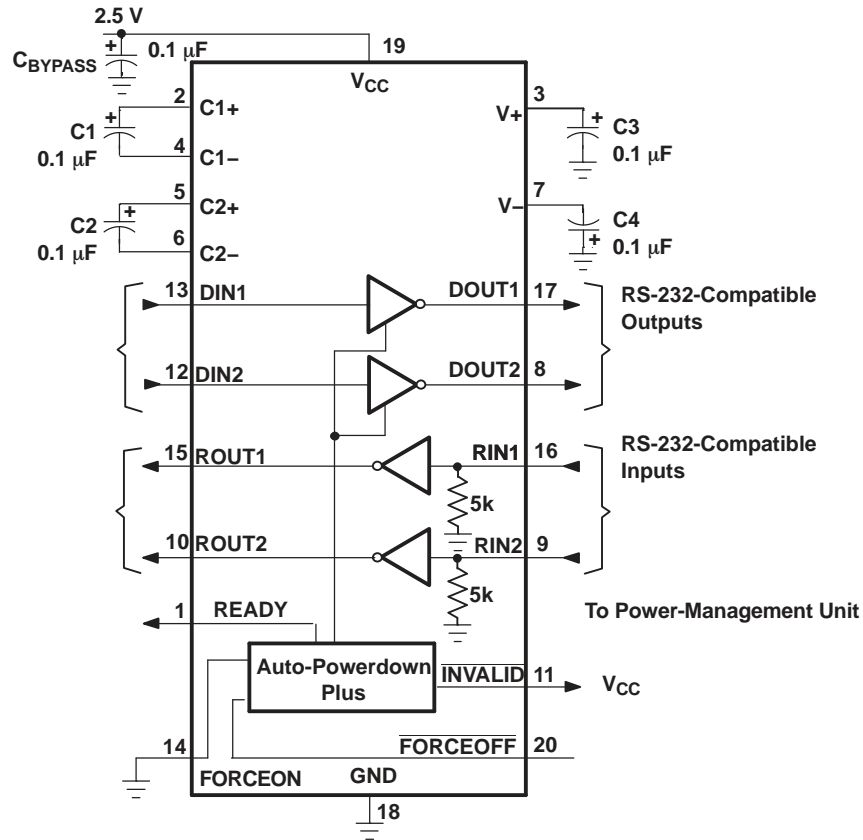 2.5 V
C_BYPASS + 0.1 μF 19
V_CC
2 C1+ 3 V+
+ C1 0.1 μF + C3 0.1 μF
4 C1−
5 C2+ 7 V−
C2 + 0.1 μF C4 + 0.1 μF
6 C2−
13 DIN1 DOUT1 17 RS-232-Compatible
Outputs
12 DIN2 DOUT2 8
15 ROUT1 RIN1 16 RS-232-Compatible
Inputs
5k
10 ROUT2 RIN2 9
5k
1 READY To Power-Management Unit
Auto-Powerdown
Plus
INVALID 11 V_CC
14 FORCEOFF 20
FORCEON GND
18